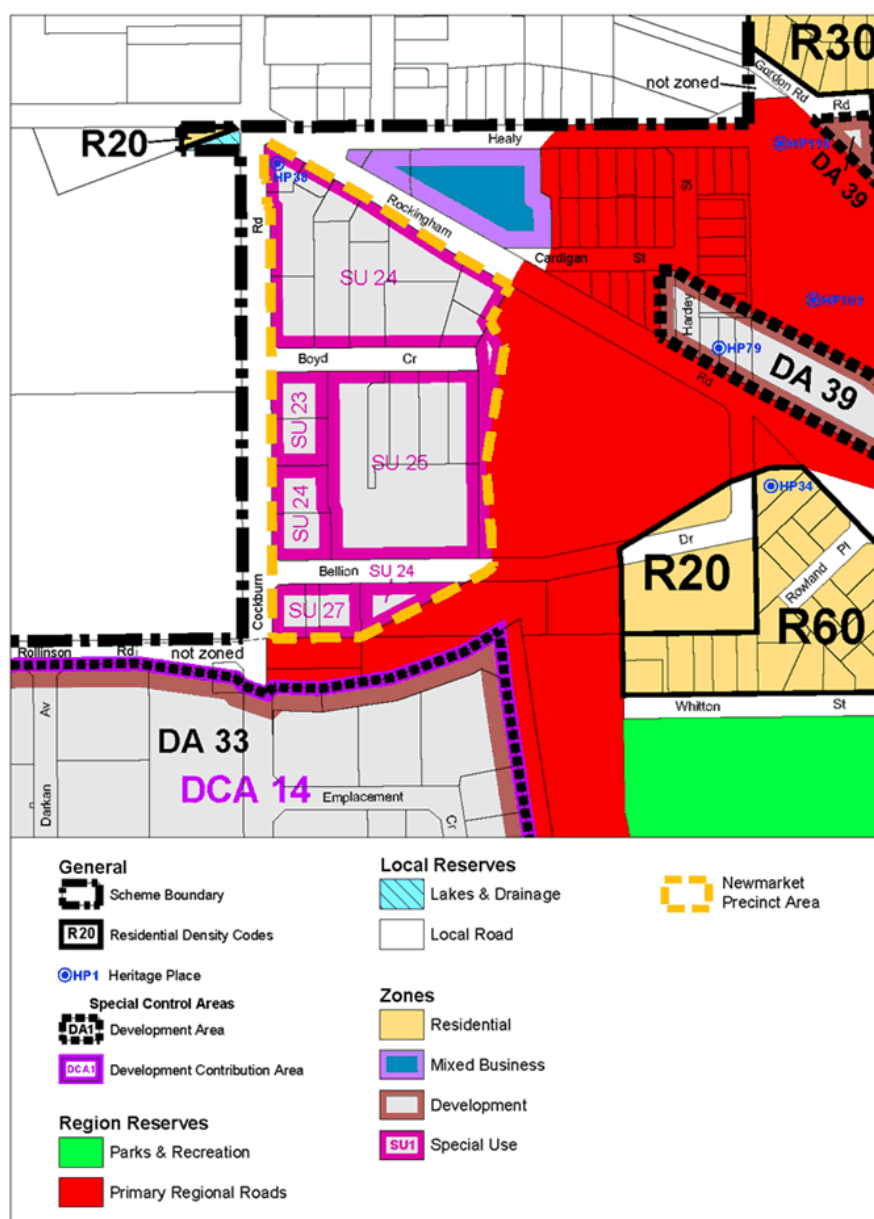 R30
Gordon Rd
not zoned
Rd
R20
Healy
HP116
DA 39
HP38
Rd
Rockingham
St
SU 24
Cardigan
St
Hardey
HP79
Boyd
Cr
Rd
DA 39
SU 23
SU 25
SU 24
HP34
Dr
Pl
Rowland
R20
R60
Bellion
SU 24
Cockburn
SU 27
Rollinson
Rd
not zoned
Whitton
St
Av
DA 33
DCA 14
Darkan
Emplacement
Cr
General
Scheme Boundary
R20
Residential Density Codes
HP1
Heritage Place
Special Control Areas
DA1
Development Area
DCA1
Development Contribution Area
Region Reserves
Parks & Recreation
Primary Regional Roads
Local Reserves
Lakes & Drainage
Local Road
Zones
Residential
Mixed Business
Development
SU1
Special Use
Newmarket
Precinct Area